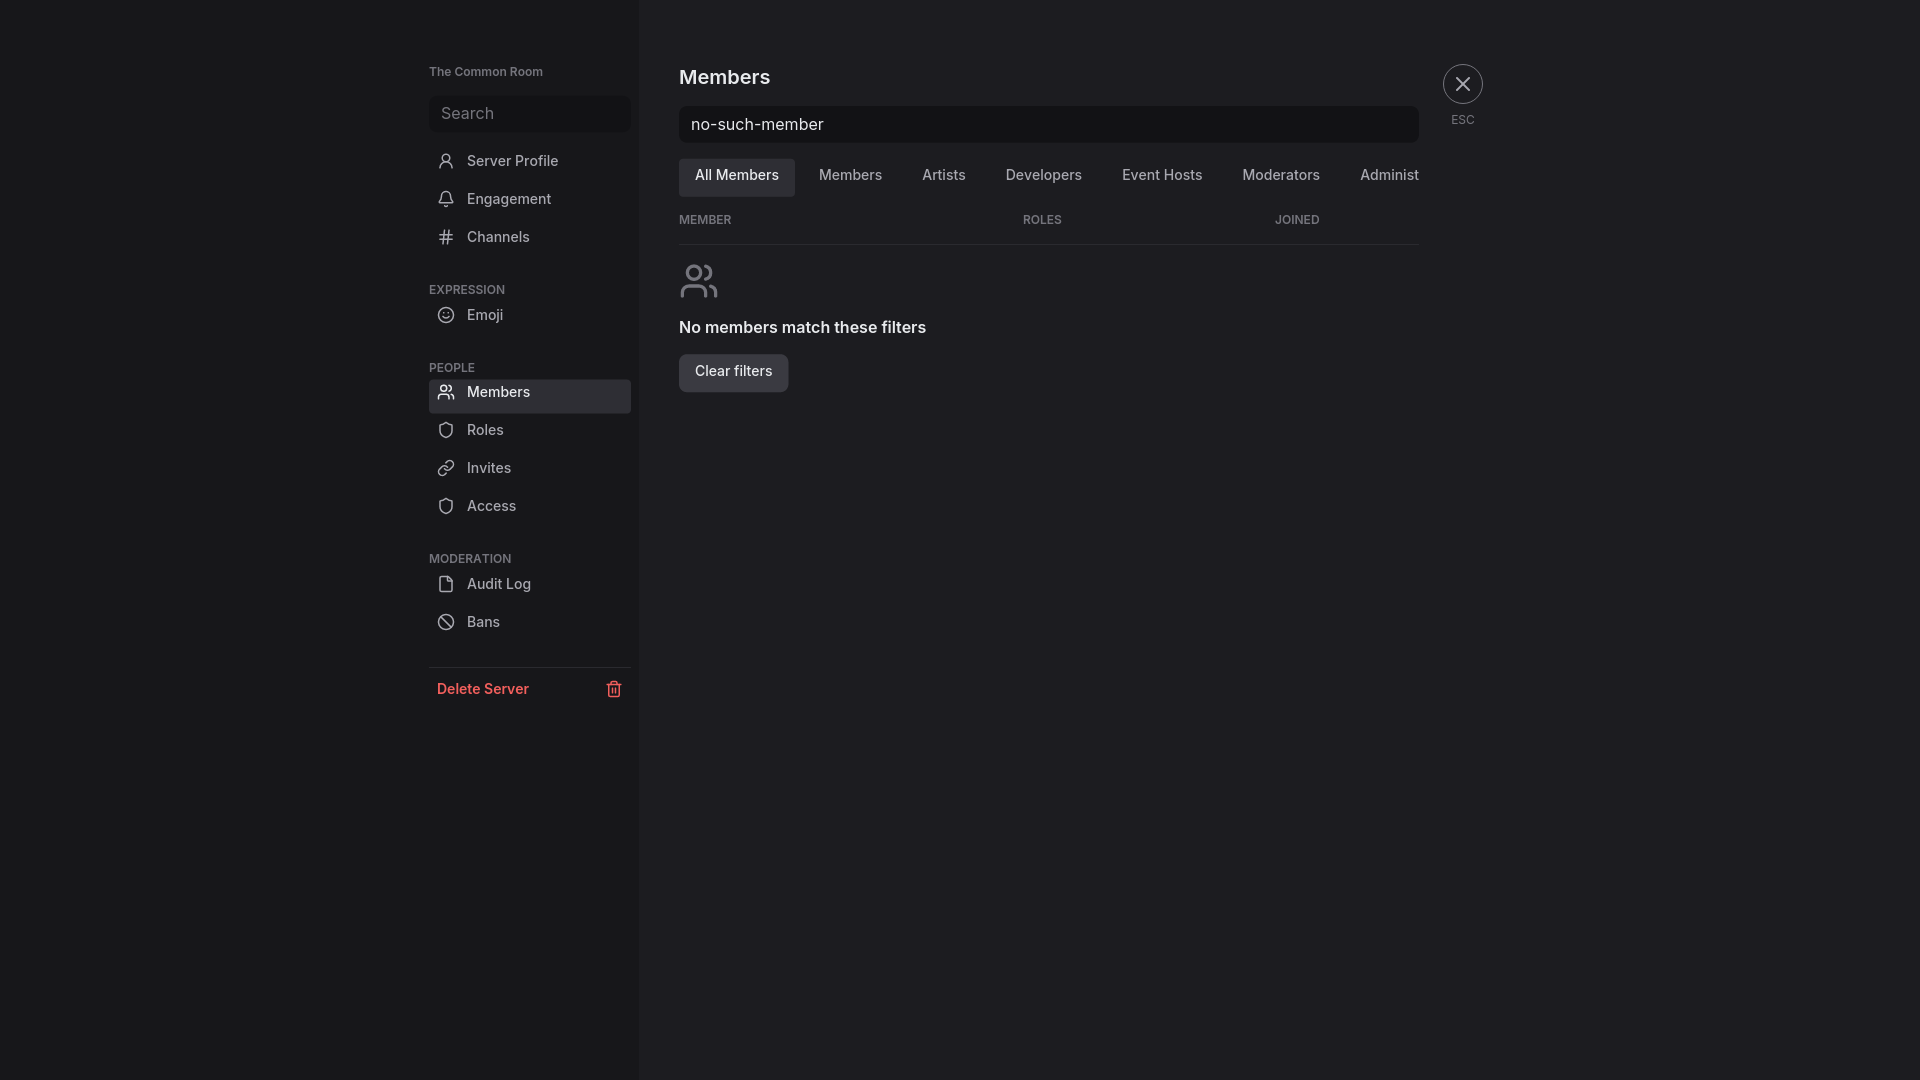 The Common Room
Search
Server Profile
Engagement
Channels
EXPRESSION
Emoji
PEOPLE
Members
Roles
Invites
Access
MODERATION
Audit Log
Bans
Delete Server
Members
no-such-member
All Members Members Artists Developers Event Hosts Moderators Administ
MEMBER ROLES JOINED
No members match these filters
Clear filters
ESC